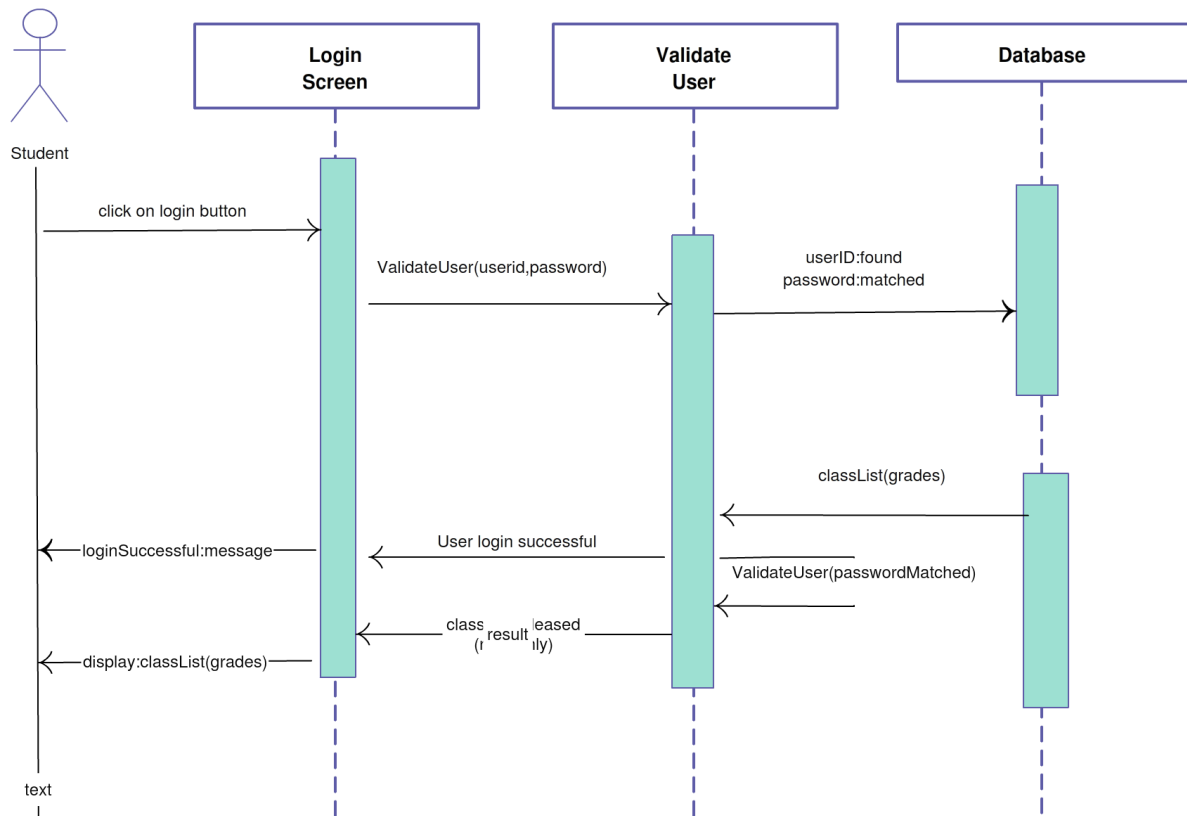 Login
Screen
Validate
User
Database
Student
click on login button
ValidateUser(userid,password)
userID:found
password:matched
classList(grades)
loginSuccessful:message
User login successful
ValidateUser(passwordMatched)
result
display:classList(grades)
text